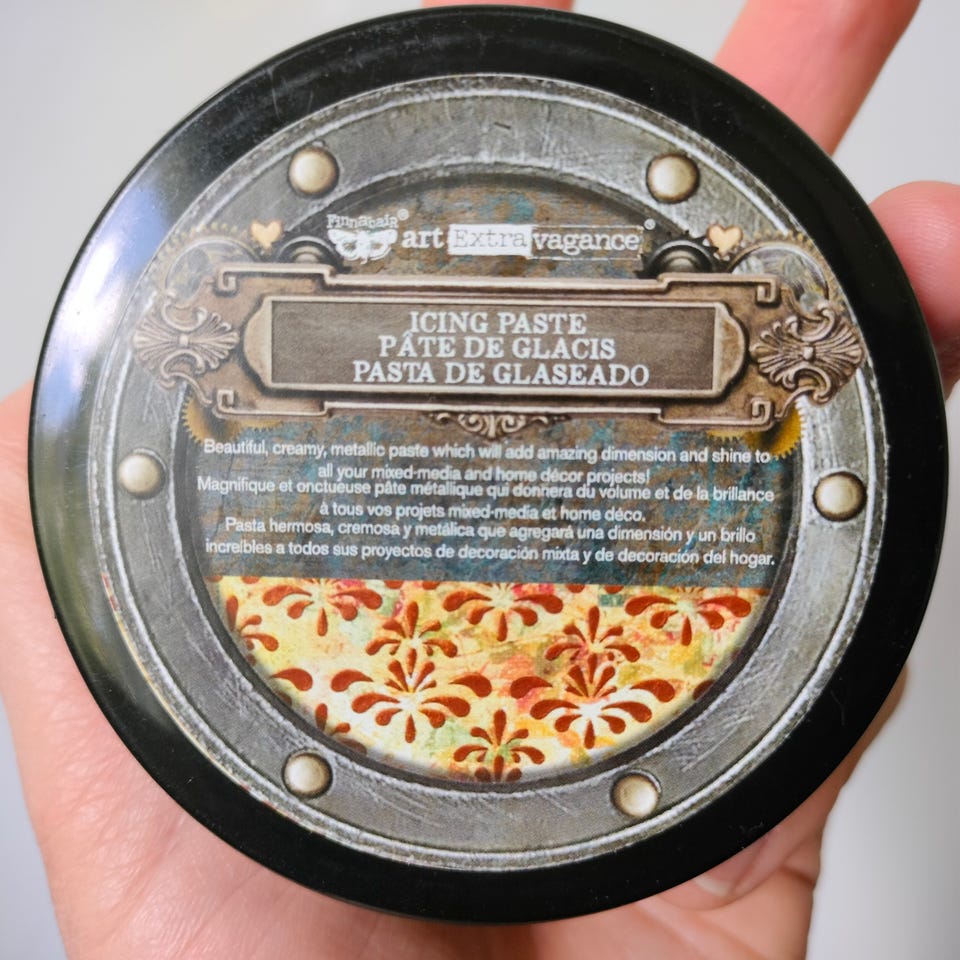 Finnabair®
art Extravagance®
ICING PASTE
PÂTE DE GLACIS
PASTA DE GLASEADO
Beautiful, creamy, metallic paste which will add amazing dimension and shine to
all your mixed-media and home décor projects!
Magnifique et onctueuse pâte métallique qui donnera du volume et de la brillance
à tous vos projets mixed-media et home déco.
Pasta hermosa, cremosa y metálica que agregará una dimensión y un brillo
increíbles a todos sus proyectos de decoración mixta y de decoración del hogar.